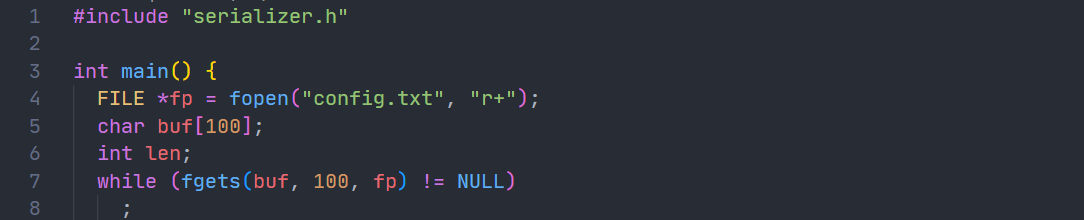 1 #include "serializer.h"
2
3 int main() {
4 FILE *fp = fopen("config.txt", "r+");
5 char buf[100];
6 int len;
7 while (fgets(buf, 100, fp) != NULL)
8 ;